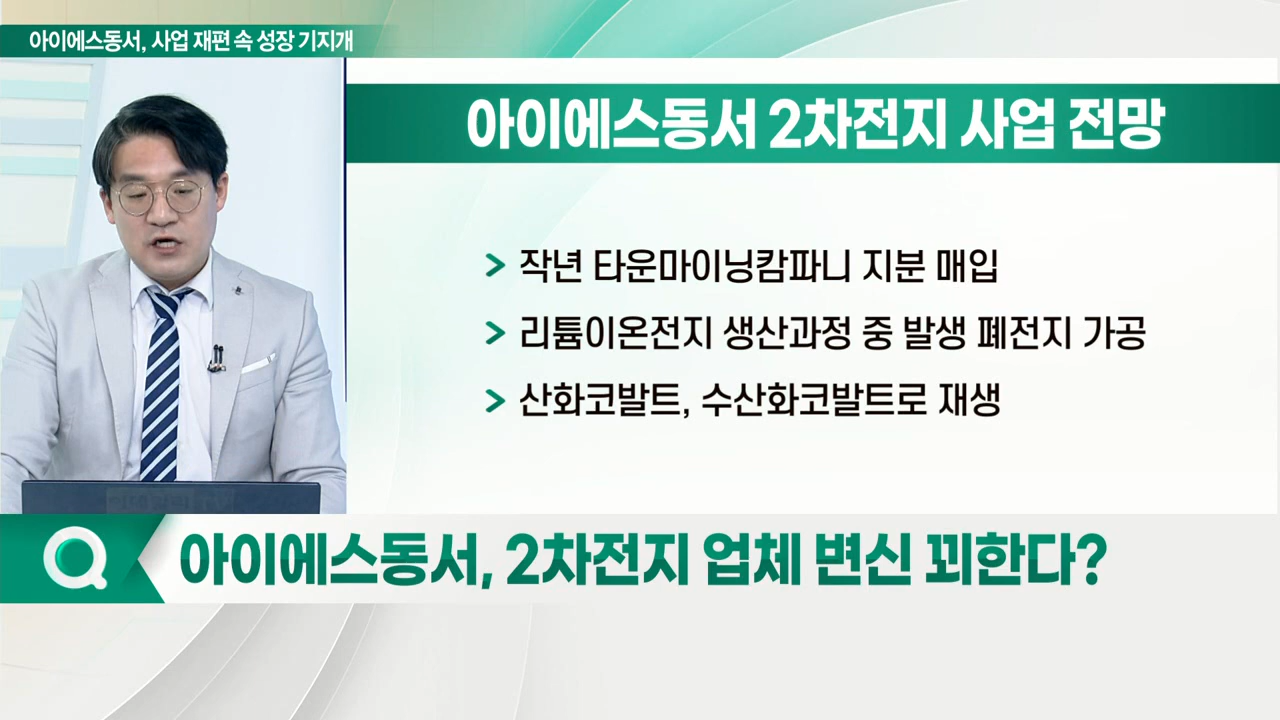 아이에스동서, 사업 재편 속 성장 기지개
아이에스동서 2차전지 사업 전망
> 작년 타운마이닝캄파니 지분 매입
> 리튬이온전지 생산과정 중 발생 폐전지 가공
> 산화코발트, 수산화코발트로 재생
아이에스동서, 2차전지 업체 변신 꾀한다?